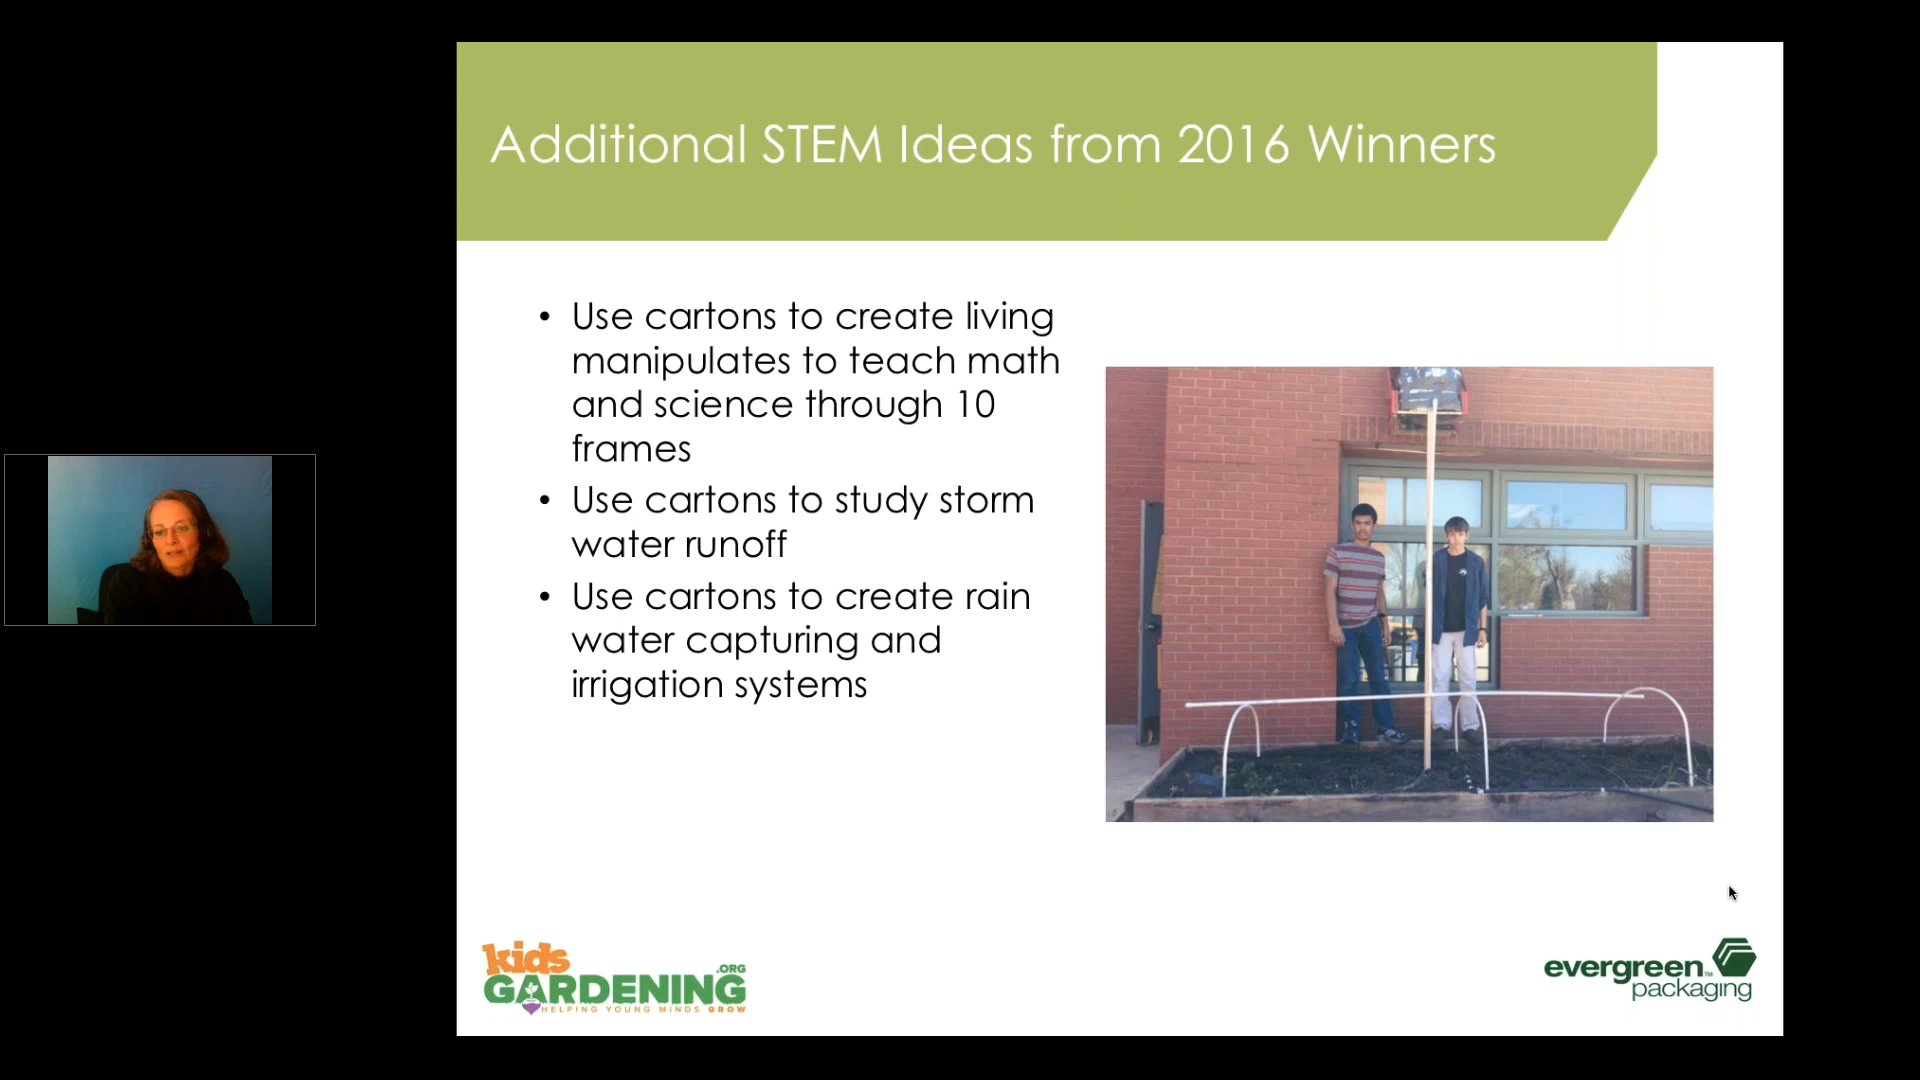 Additional STEM Ideas from 2016 Winners
• Use cartons to create living
manipulates to teach math
and science through 10
frames
• Use cartons to study storm
water runoff
• Use cartons to create rain
water capturing and
irrigation systems
kids
GARDENING.ORG
HELPING YOUNG MINDS GROW
evergreen™
packaging